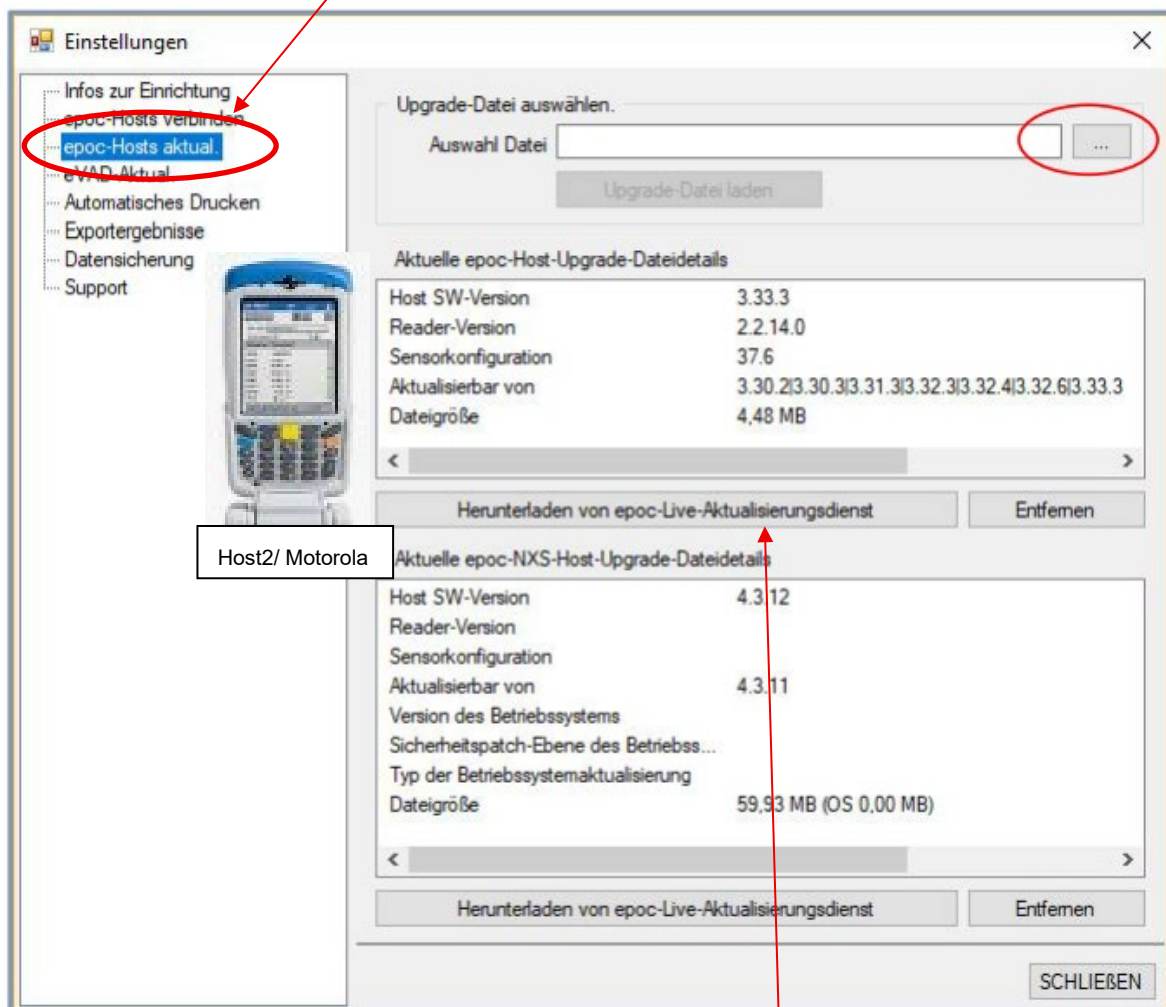 Einstellungen
Infos zur Einrichtung
epoc-Hosts verbinden
epoc-Hosts aktual.
eVAD-Aktual.
Automatisches Drucken
Exportergebnisse
Datensicherung
Support
Upgrade-Datei auswählen.
Auswahl Datei
...
Upgrade-Datei laden
Aktuelle epoc-Host-Upgrade-Dateidetails
Host SW-Version 3.33.3
Reader-Version 2.2.14.0
Sensorkonfiguration 37.6
Aktualisierbar von 3.30.2|3.30.3|3.31.3|3.32.3|3.32.4|3.32.6|3.33.3
Dateigröße 4,48 MB
Herunterladen von epoc-Live-Aktualisierungsdienst Entfernen
Host2/ Motorola
Aktuelle epoc-NXS-Host-Upgrade-Dateidetails
Host SW-Version 4.3.12
Reader-Version
Sensorkonfiguration
Aktualisierbar von 4.3.11
Version des Betriebssystems
Sicherheitspatch-Ebene des Betriebss...
Typ der Betriebssystemaktualisierung
Dateigröße 59,93 MB (OS 0,00 MB)
Herunterladen von epoc-Live-Aktualisierungsdienst Entfernen
SCHLIEßEN